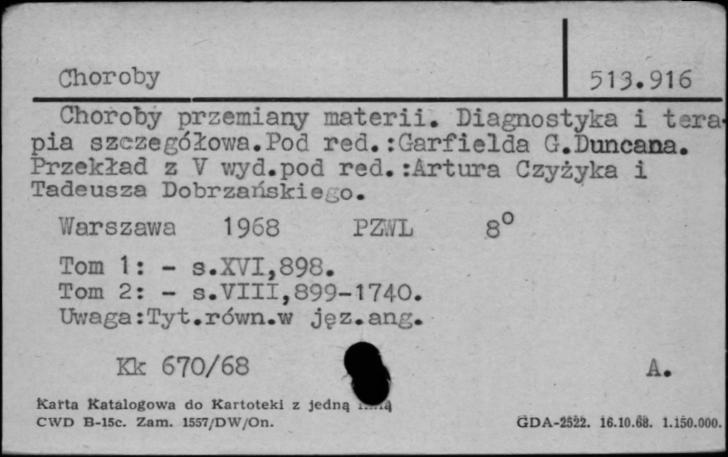 Choroby 513.916
Choroby przemiany materii. Diagnostyka i tera-
pia szczegółowa.Pod red.:Garfielda G.Duncana.
Przekład z V wyd.pod red.:Artura Czyżyka i
Tadeusza Dobrzańskiego.
Warszawa 1968 PZWL 8°
Tom 1: - s.XVI,898.
Tom 2: - s.VIII,899-1740.
Uwaga:Tyt.równ.w jęz.ang.
Kk 670/68 A.
Karta Katalogowa do Kartoteki z jedną
CWD B-15c. Zam. 1557/DW/On. GDA-2522. 16.10.68. 1.150.000.